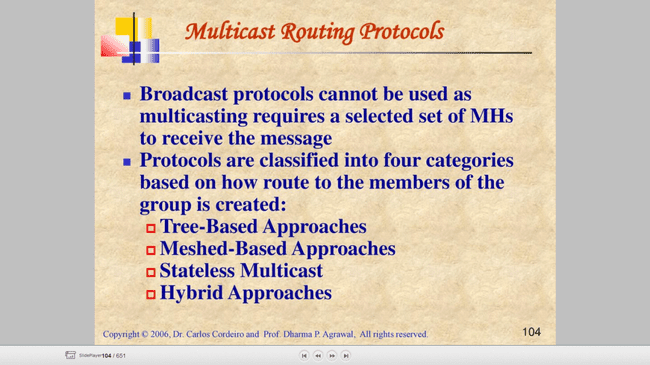 Multicast Routing Protocols
Broadcast protocols cannot be used as
multicasting requires a selected set of MHs
to receive the message
Protocols are classified into four categories
based on how route to the members of the
group is created:
Tree-Based Approaches
Meshed-Based Approaches
Stateless Multicast
Hybrid Approaches
Copyright © 2006, Dr. Carlos Cordeiro and Prof. Dharma P. Agrawal, All rights reserved.
104
SlidePlayer 104 / 651